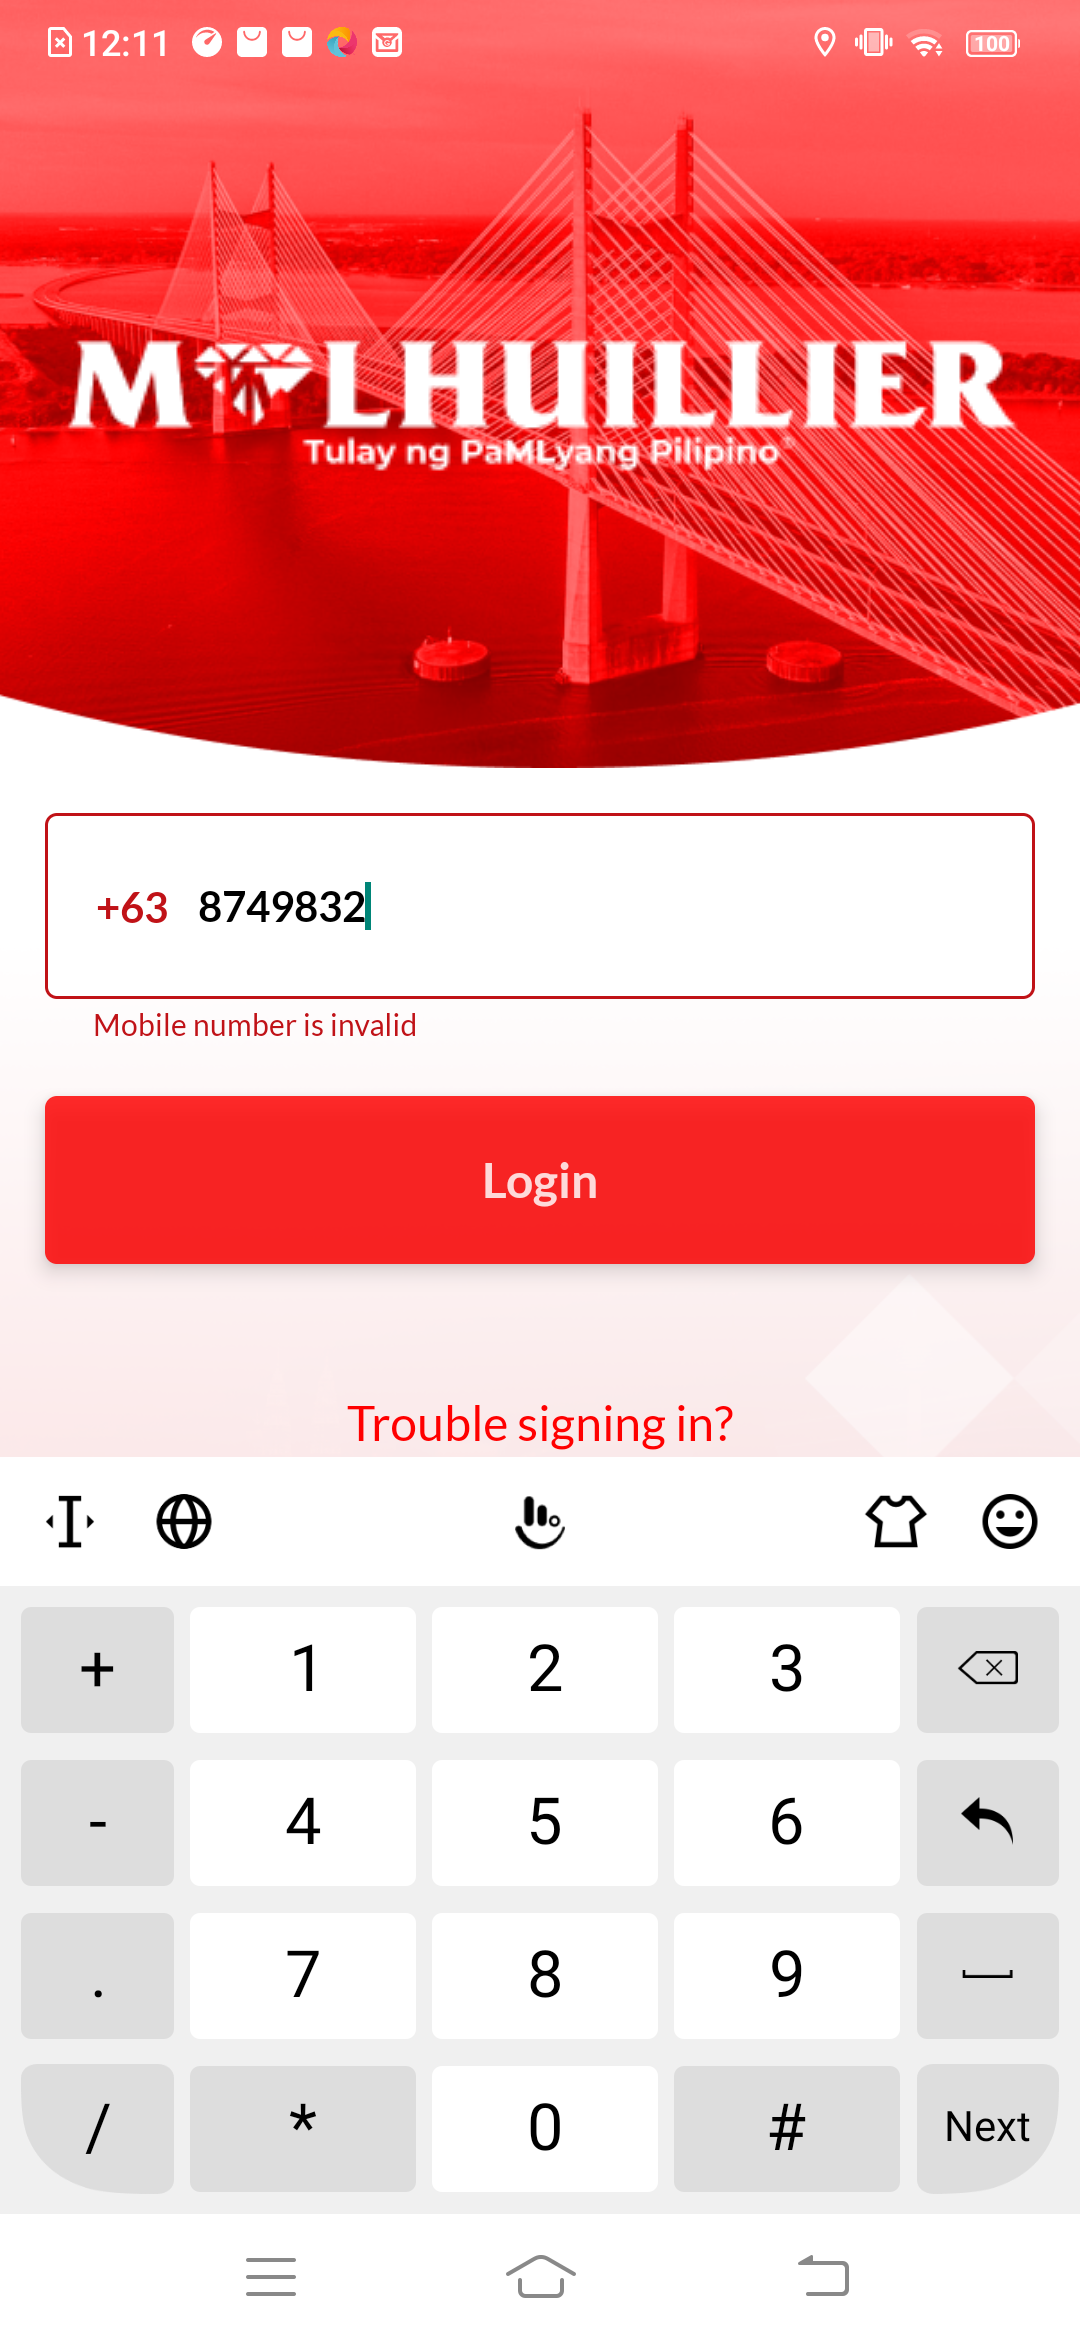 12:11
100
M LHUILLIER
Tulay ng PaMLyang Pilipino
+63 8749832
Mobile number is invalid
Login
Trouble signing in?
+ 1 2 3
- 4 5 6
. 7 8 9
/ * 0 # Next